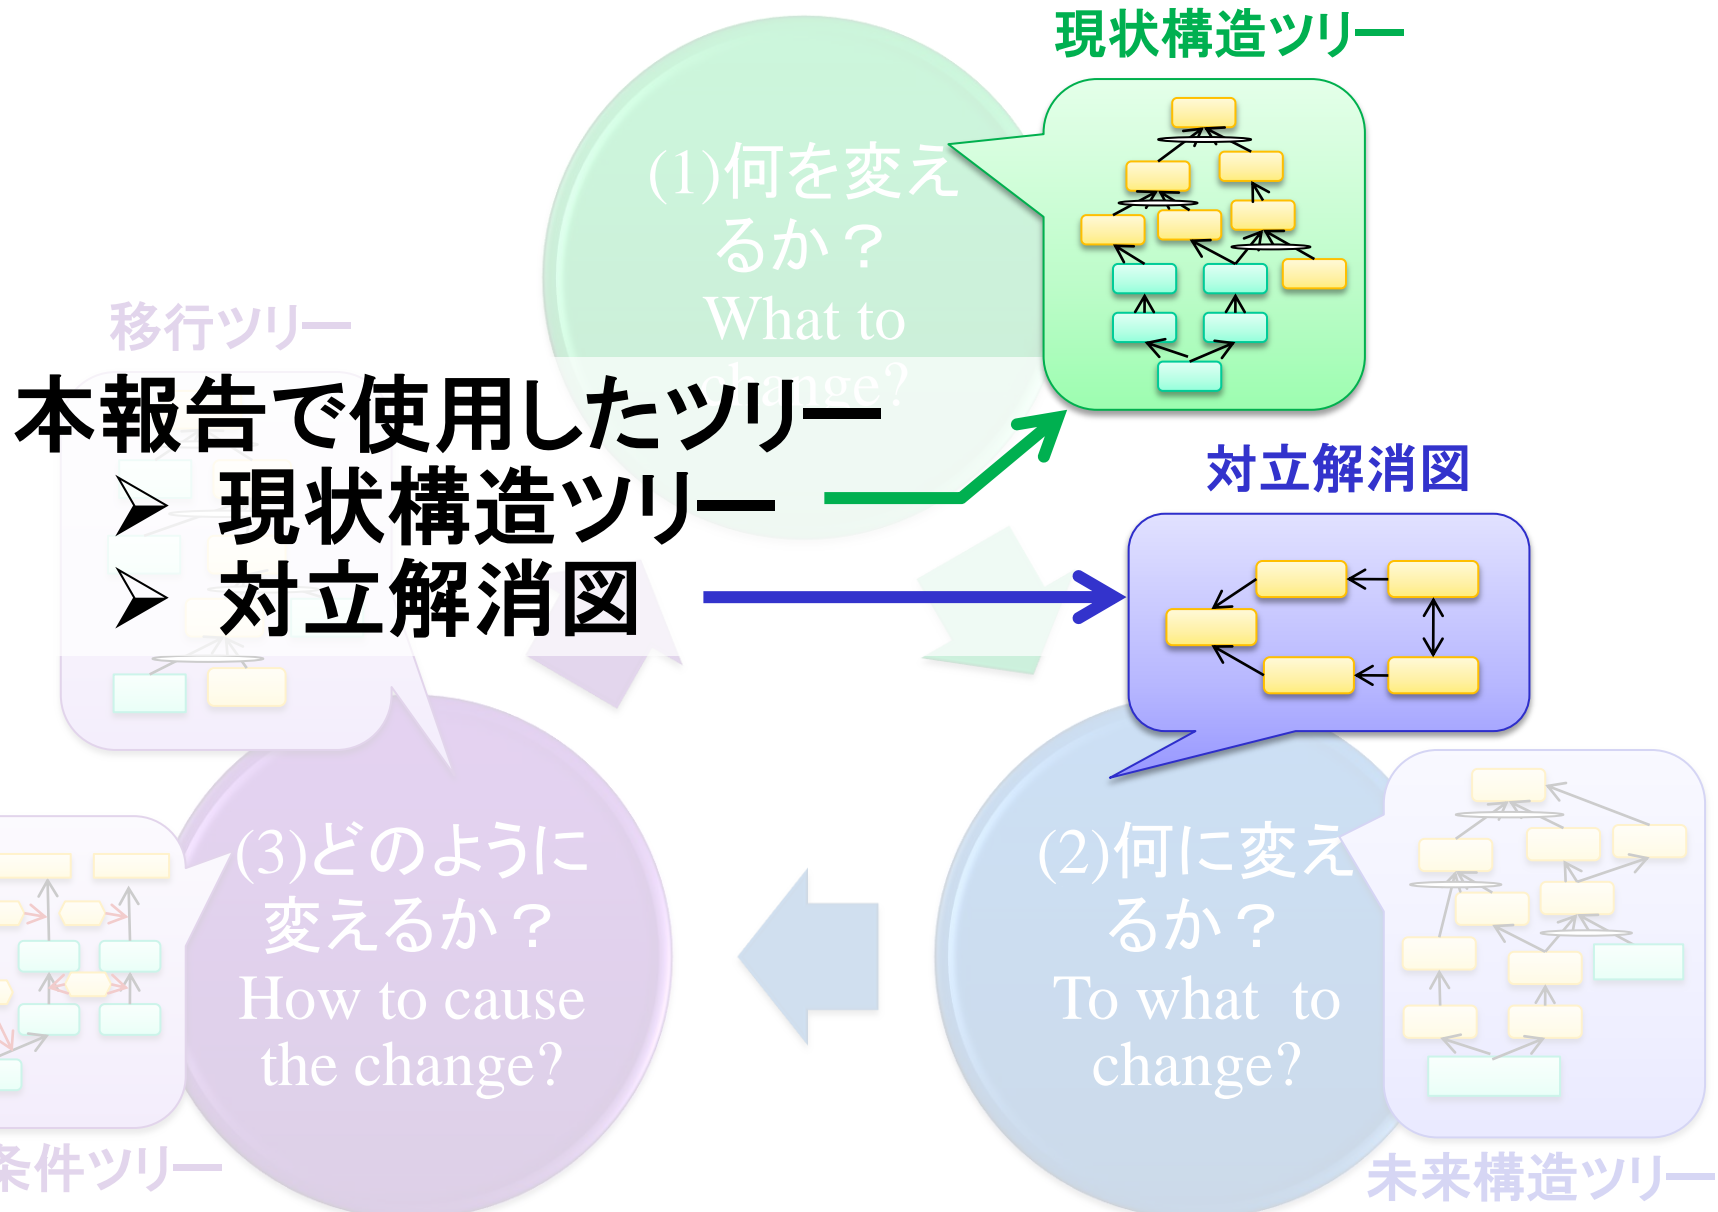 現状構造ツリー
(1)何を変え
るか？
What to
change?
移行ツリー
本報告で使用したツリー
➢ 現状構造ツリー
➢ 対立解消図
対立解消図
(3)どのように
変えるか？
How to cause
the change?
(2)何に変え
るか？
To what to
change?
条件ツリー
未来構造ツリー